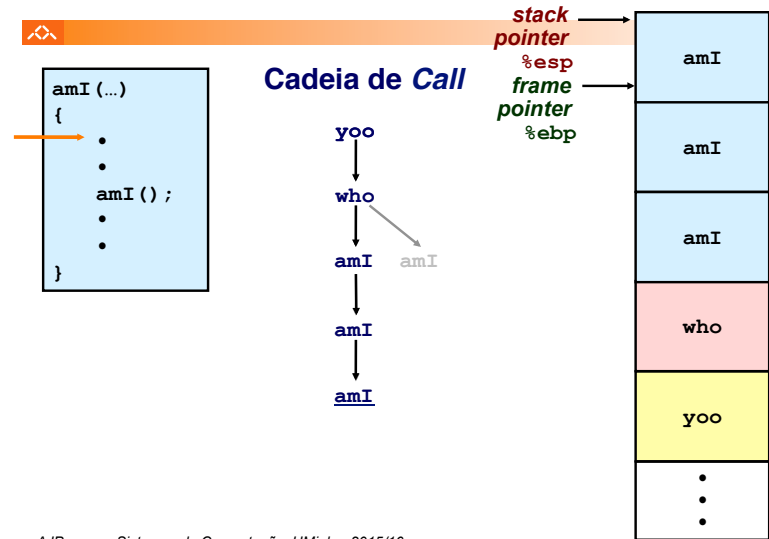 stack
pointer
%esp
frame
pointer
%ebp
Cadeia de Call
amI(…)
{
•
•
amI();
•
•
}
yoo
who
amI amI
amI
amI
amI
amI
amI
who
yoo
•
•
•